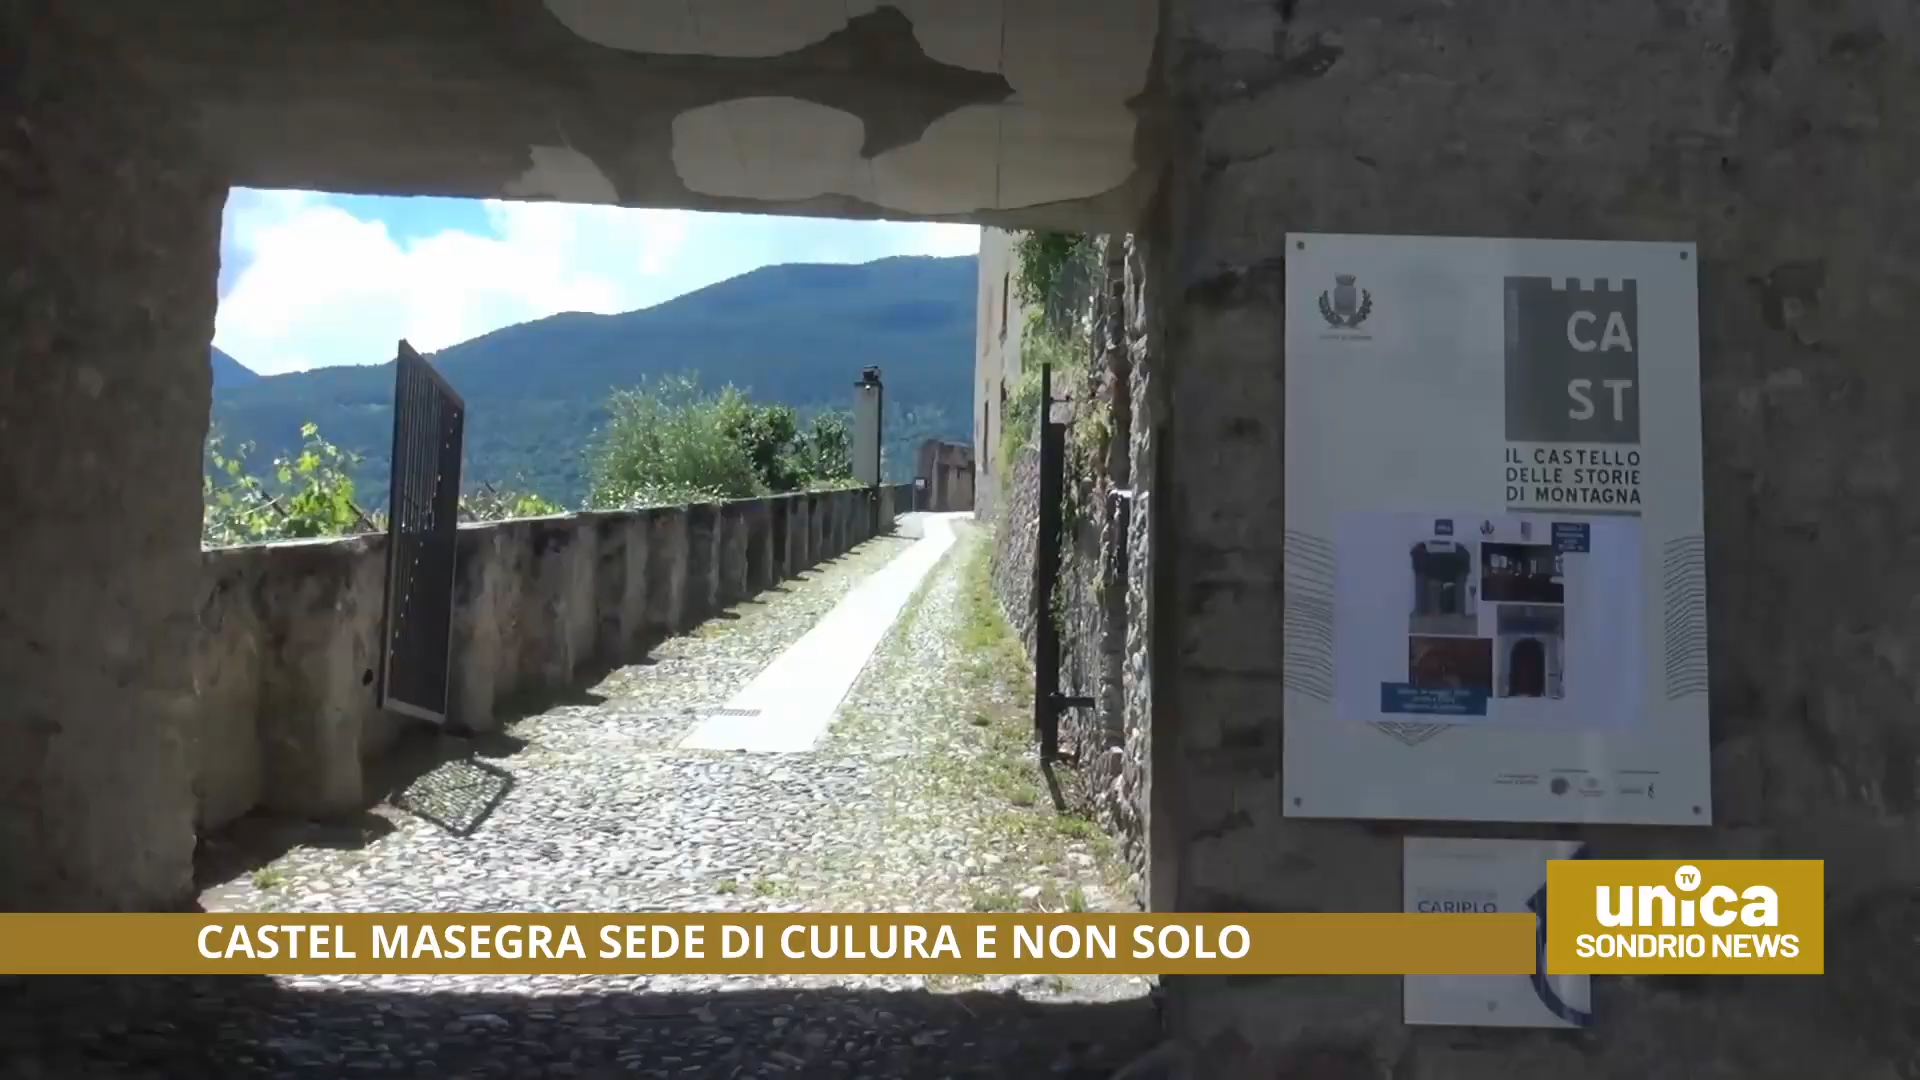 CA
ST
IL CASTELLO
DELLE STORIE
DI MONTAGNA
CARIPLO
unica
TV
SONDRIO NEWS
CASTEL MASEGRA SEDE DI CULURA E NON SOLO